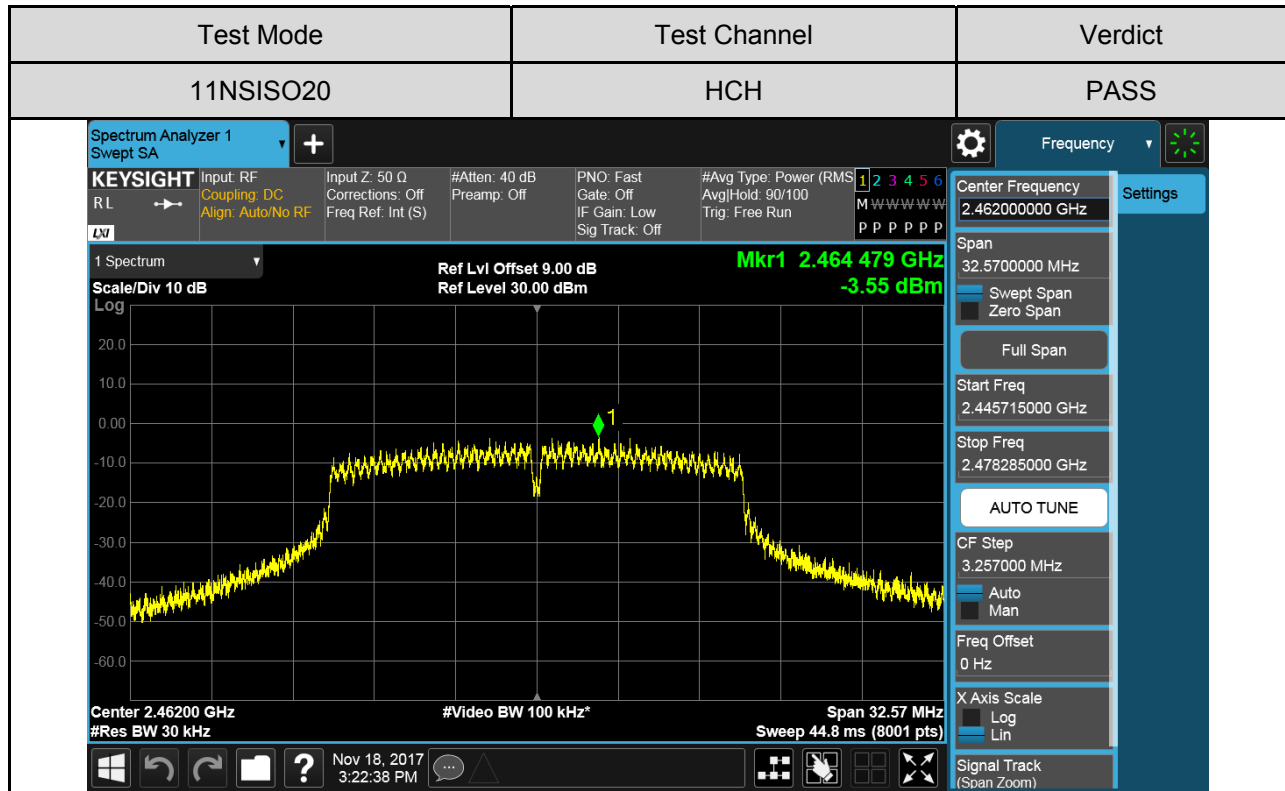 Test Mode Test Channel Verdict
11NSISO20 HCH PASS
Spectrum Analyzer 1
Swept SA
+
Frequency
KEYSIGHT
RL
LXI
Input: RF
Coupling: DC
Align: Auto/No RF
Input Z: 50 Ω
Corrections: Off
Freq Ref: Int (S)
#Atten: 40 dB
Preamp: Off
PNO: Fast
Gate: Off
IF Gain: Low
Sig Track: Off
#Avg Type: Power (RMS
Avg|Hold: 90/100
Trig: Free Run
1 2 3 4 5 6
M W W W W W
P P P P P P
1 Spectrum
Scale/Div 10 dB
Log
Ref Lvl Offset 9.00 dB
Ref Level 30.00 dBm
Mkr1 2.464 479 GHz
-3.55 dBm
20.0
10.0
0.00
-10.0
-20.0
-30.0
-40.0
-50.0
-60.0
1
Center 2.46200 GHz
#Res BW 30 kHz
#Video BW 100 kHz*
Span 32.57 MHz
Sweep 44.8 ms (8001 pts)
Center Frequency
2.462000000 GHz
Settings
Span
32.5700000 MHz
Swept Span
Zero Span
Full Span
Start Freq
2.445715000 GHz
Stop Freq
2.478285000 GHz
AUTO TUNE
CF Step
3.257000 MHz
Auto
Man
Freq Offset
0 Hz
X Axis Scale
Log
Lin
Signal Track
(Span Zoom)
?
Nov 18, 2017
3:22:38 PM